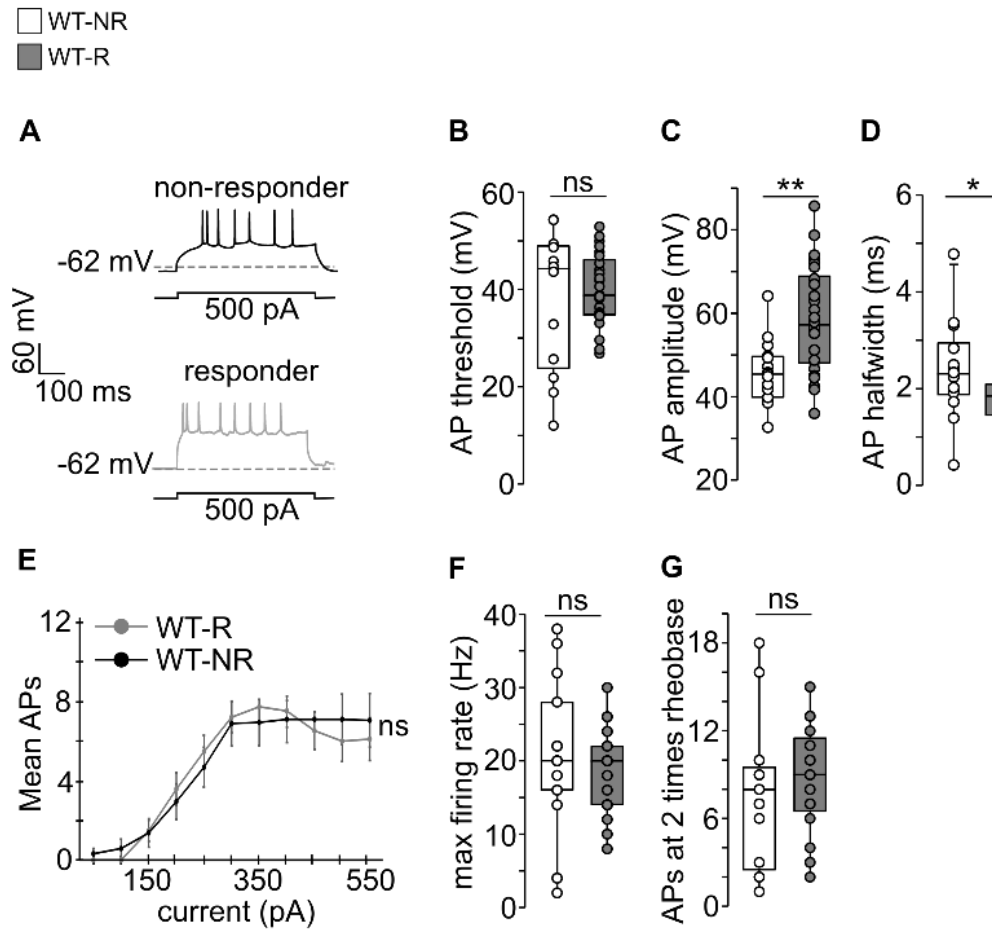 WT-NR
WT-R
A
non-responder
-62 mV
500 pA
60 mV
100 ms
responder
-62 mV
500 pA
B
ns
AP threshold (mV)
60
40
20
0
C
**
AP amplitude (mV)
80
60
40
20
D
*
AP halfwidth (ms)
6
4
2
0
E
Mean APs
12
8
4
0
WT-R
WT-NR
ns
150 350 550
current (pA)
F
ns
max firing rate (Hz)
40
30
20
10
0
G
ns
APs at 2 times rheobase
18
12
6
0